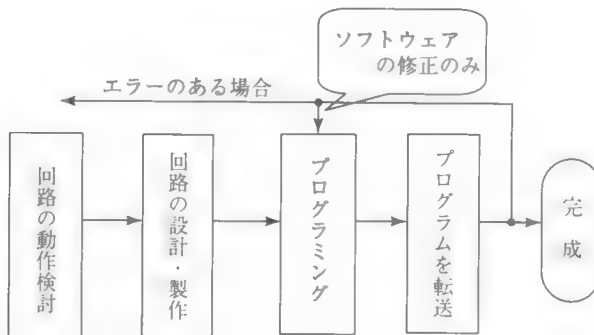 ソフトウェア
の修正のみ
エラーのある場合
回路の動作検討
回路の設計・製作
プログラミング
プログラムを転送
完成